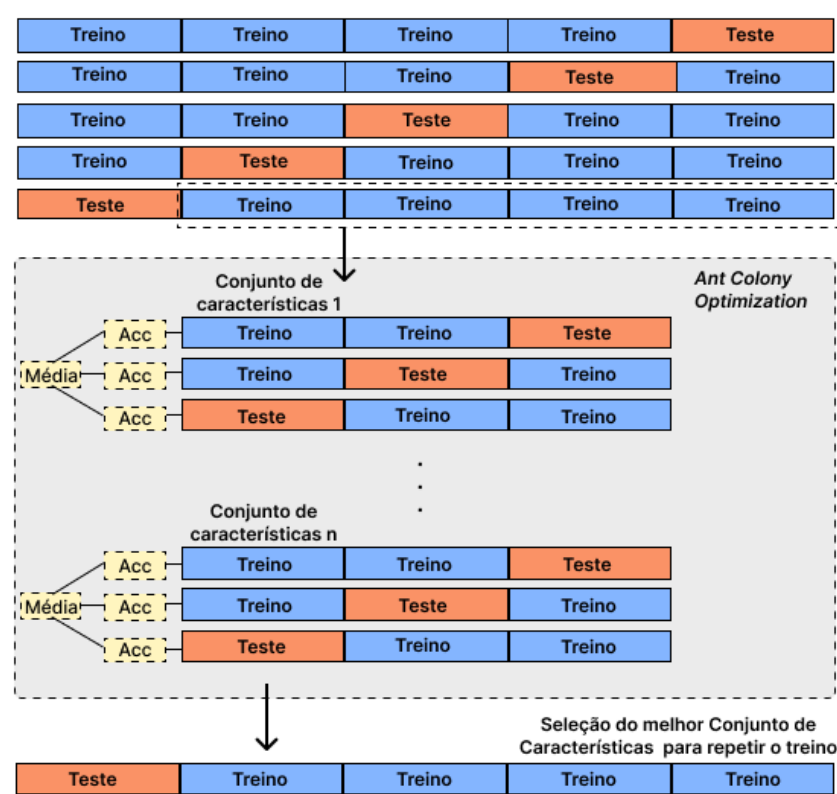 Treino Treino Treino Treino Teste
Treino Treino Treino Teste Treino
Treino Treino Teste Treino Treino
Treino Teste Treino Treino Treino
Teste Treino Treino Treino Treino
Ant Colony
Optimization
Conjunto de
características 1
Acc Treino Treino Teste
Média Acc Treino Teste Treino
Acc Teste Treino Treino
Conjunto de
características n
Acc Treino Treino Teste
Média Acc Treino Teste Treino
Acc Teste Treino Treino
Seleção do melhor Conjunto de
Características para repetir o treino
Teste Treino Treino Treino Treino